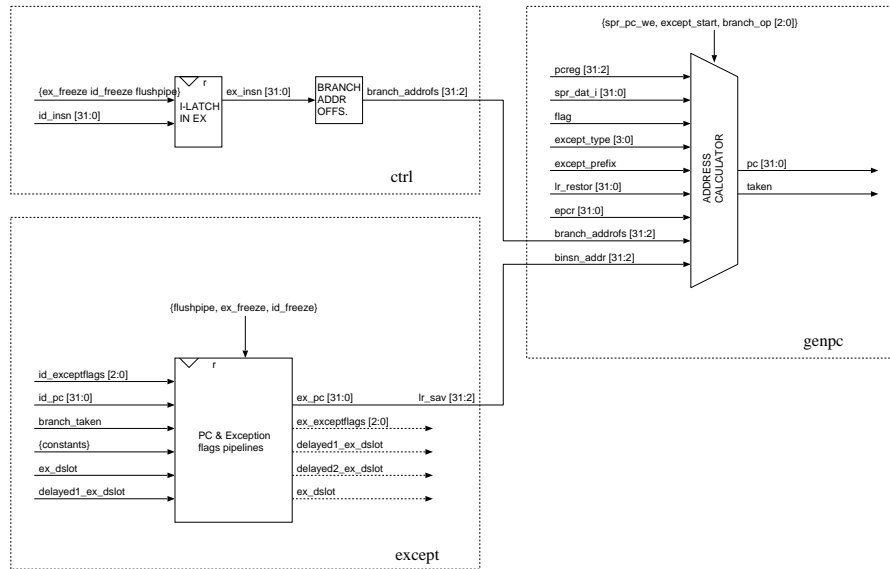 {ex_freeze id_freeze flushpipe}
id_insn [31:0]
r
I-LATCH
IN EX
ex_insn [31:0]
BRANCH
ADDR
OFFS.
branch_addrofs [31:2]
ctrl
{flushpipe, ex_freeze, id_freeze}
id_exceptflags [2:0]
id_pc [31:0]
branch_taken
{constants}
ex_dslot
delayed1_ex_dslot
r
PC & Exception
flags pipelines
ex_pc [31:0]
lr_sav [31:2]
ex_exceptflags [2:0]
delayed1_ex_dslot
delayed2_ex_dslot
ex_dslot
except
{spr_pc_we, except_start, branch_op [2:0]}
pcreg [31:2]
spr_dat_i [31:0]
flag
except_type [3:0]
except_prefix
lr_restor [31:0]
epcr [31:0]
branch_addrofs [31:2]
binsn_addr [31:2]
ADDRESS
CALCULATOR
pc [31:0]
taken
genpc